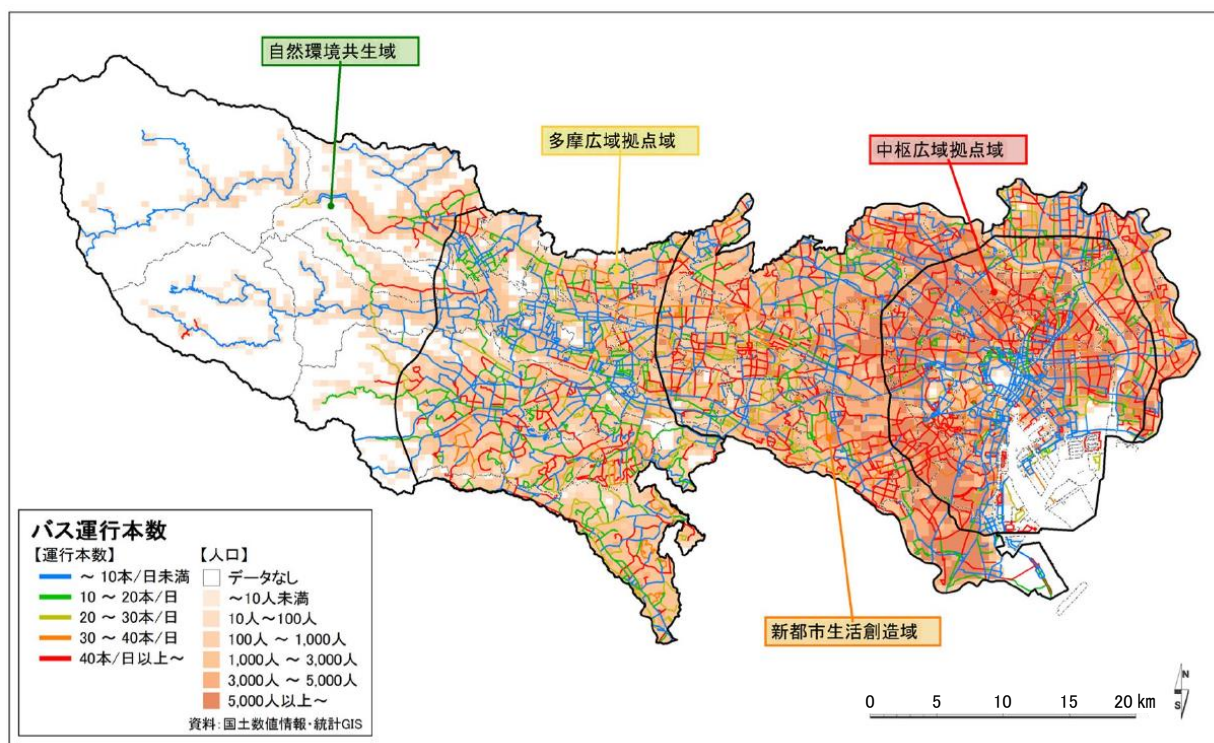 自然環境共生域
多摩広域拠点域
中枢広域拠点域
新都市生活創造域
バス運行本数
【運行本数】
～ 10本/日未満
10 ～ 20本/日
20 ～ 30本/日
30 ～ 40本/日
40本/日以上～
【人口】
データなし
～10人未満
10人～100人
100人 ～ 1,000人
1,000人 ～ 3,000人
3,000人 ～ 5,000人
5,000人以上～
資料:国土数値情報・統計GIS
0 5 10 15 20 km
N
S